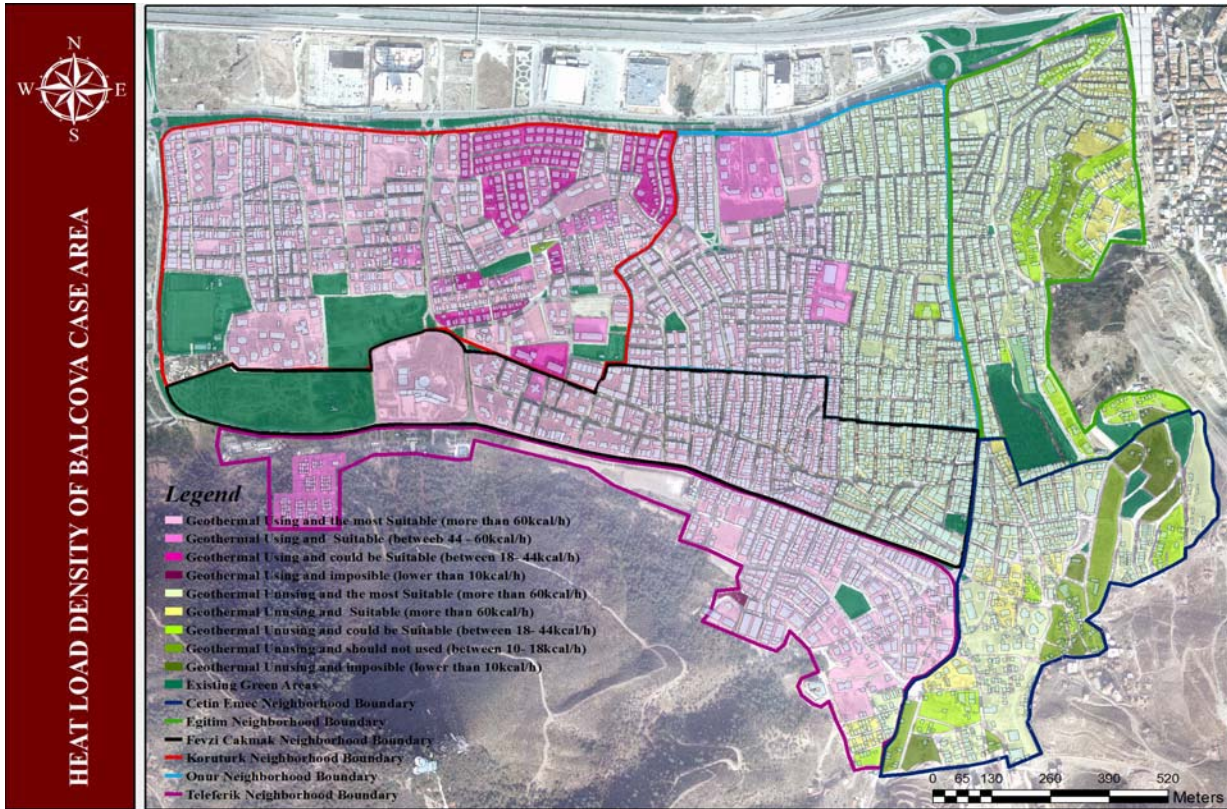 N
W E
S
HEAT LOAD DENSITY OF BALCOVA CASE AREA
Legend
Geothermal Using and the most Suitable (more than 60kcal/h)
Geothermal Using and Suitable (betweeb 44 - 60kcal/h)
Geothermal Using and could be Suitable (between 18- 44kcal/h)
Geothermal Using and imposible (lower than 10kcal/h)
Geothermal Unusing and the most Suitable (more than 60kcal/h)
Geothermal Unusing and Suitable (more than 60kcal/h)
Geothermal Unusing and could be Suitable (between 18- 44kcal/h)
Geothermal Unusing and should not used (between 10- 18kcal/h)
Geothermal Unusing and imposible (lower than 10kcal/h)
Existing Green Areas
Cetin Emec Neighborhood Boundary
Egitim Neighborhood Boundary
Fevzi Cakmak Neighborhood Boundary
Koruturk Neighborhood Boundary
Onur Neighborhood Boundary
Teleferik Neighborhood Boundary
0 65 130 260 390 520
Meters